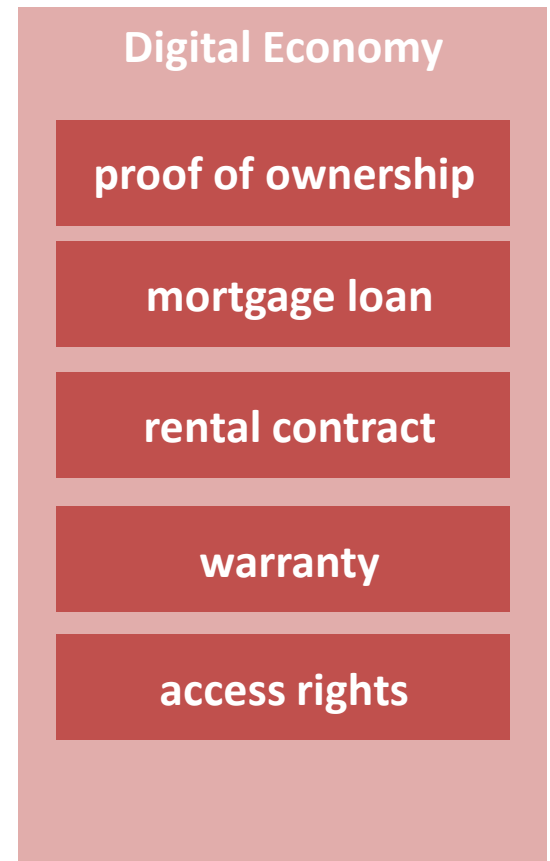 Digital Economy
proof of ownership
mortgage loan
rental contract
warranty
access rights